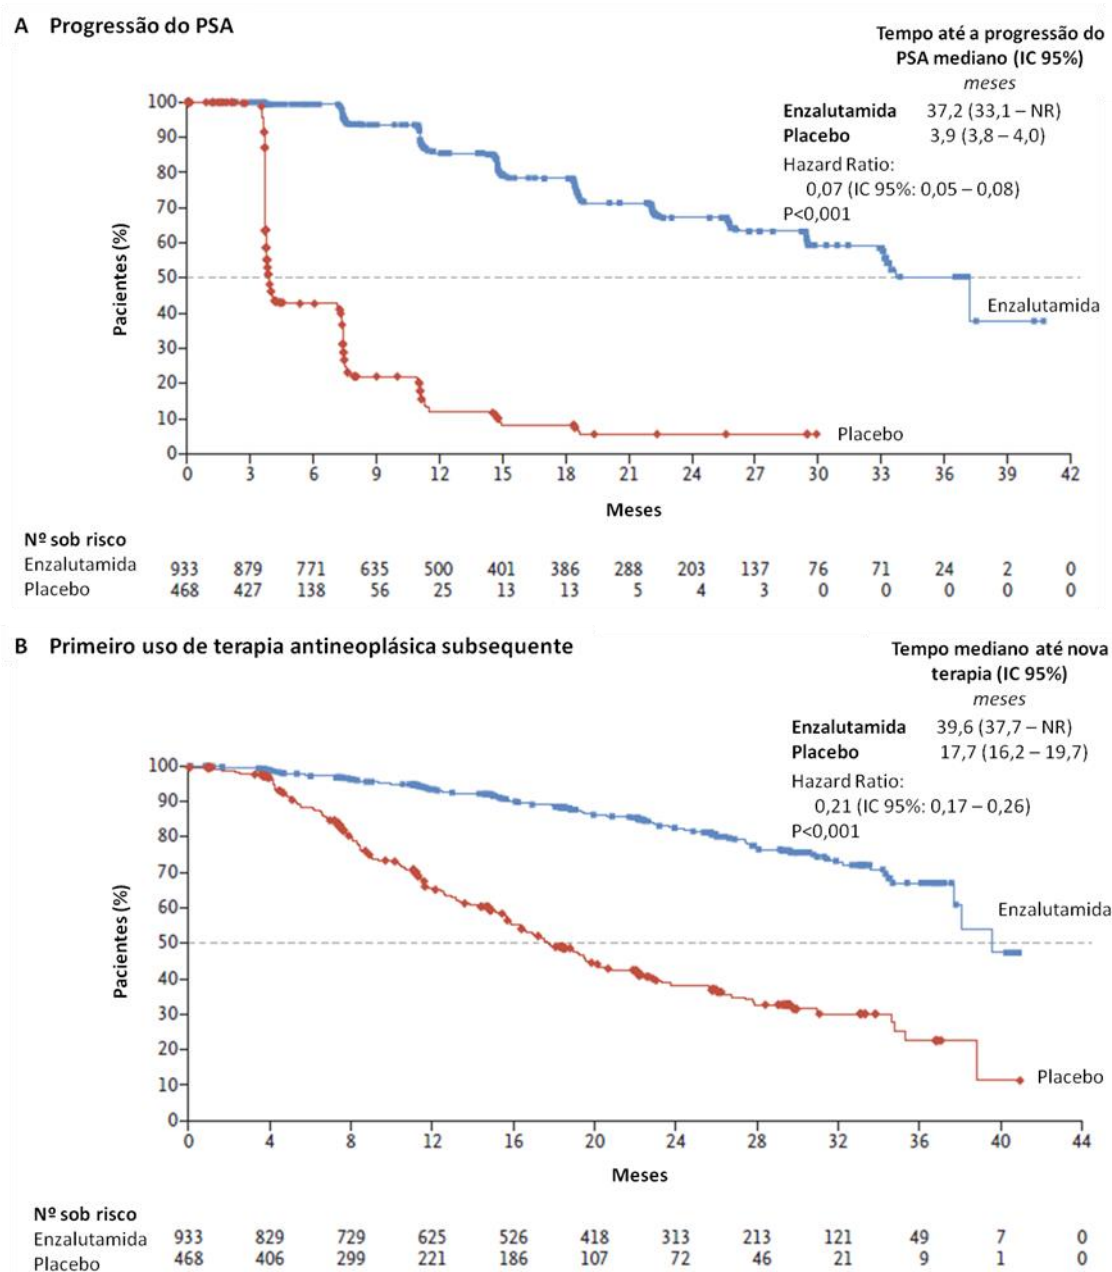 A Progressão do PSA
Tempo até a progressão do
PSA mediano (IC 95%)
meses
Enzalutamida 37,2 (33,1 – NR)
Placebo 3,9 (3,8 – 4,0)
Hazard Ratio:
0,07 (IC 95%: 0,05 – 0,08)
P<0,001
Pacientes (%)
100
90
80
70
60
50
40
30
20
10
0
Enzalutamida
Placebo
0 3 6 9 12 15 18 21 24 27 30 33 36 39 42
Meses
Nº sob risco
Enzalutamida 933 879 771 635 500 401 386 288 203 137 76 71 24 2 0
Placebo 468 427 138 56 25 13 13 5 4 3 0 0 0 0 0
B Primeiro uso de terapia antineoplásica subsequente
Tempo mediano até nova
terapia (IC 95%)
meses
Enzalutamida 39,6 (37,7 – NR)
Placebo 17,7 (16,2 – 19,7)
Hazard Ratio:
0,21 (IC 95%: 0,17 – 0,26)
P<0,001
Pacientes (%)
100
90
80
70
60
50
40
30
20
10
0
Enzalutamida
Placebo
0 4 8 12 16 20 24 28 32 36 40 44
Meses
Nº sob risco
Enzalutamida 933 829 729 625 526 418 313 213 121 49 7 0
Placebo 468 406 299 221 186 107 72 46 21 9 1 0